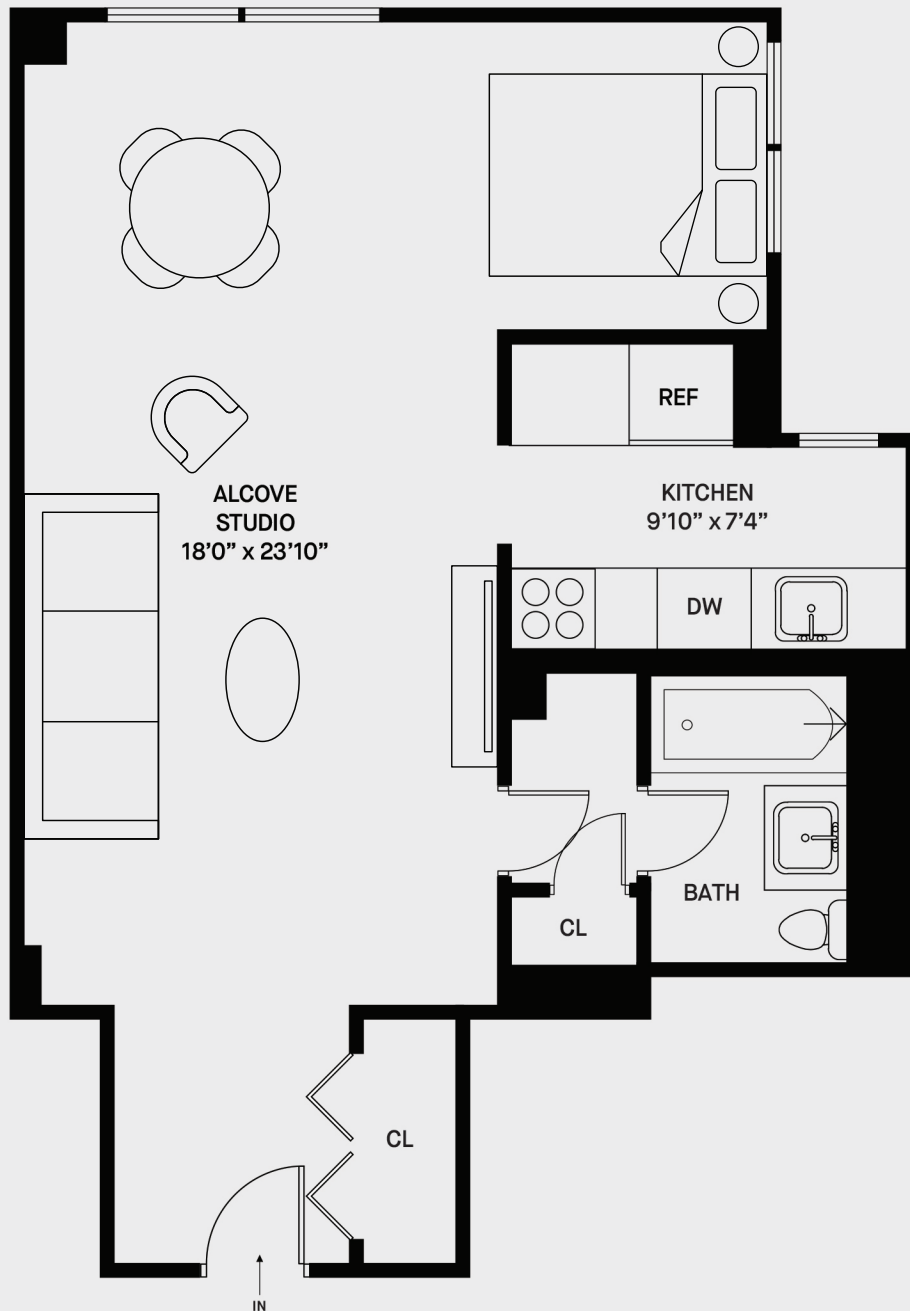 REF
ALCOVE
STUDIO
18’0” x 23’10”
KITCHEN
9’10” x 7’4”
DW
BATH
CL
CL
IN